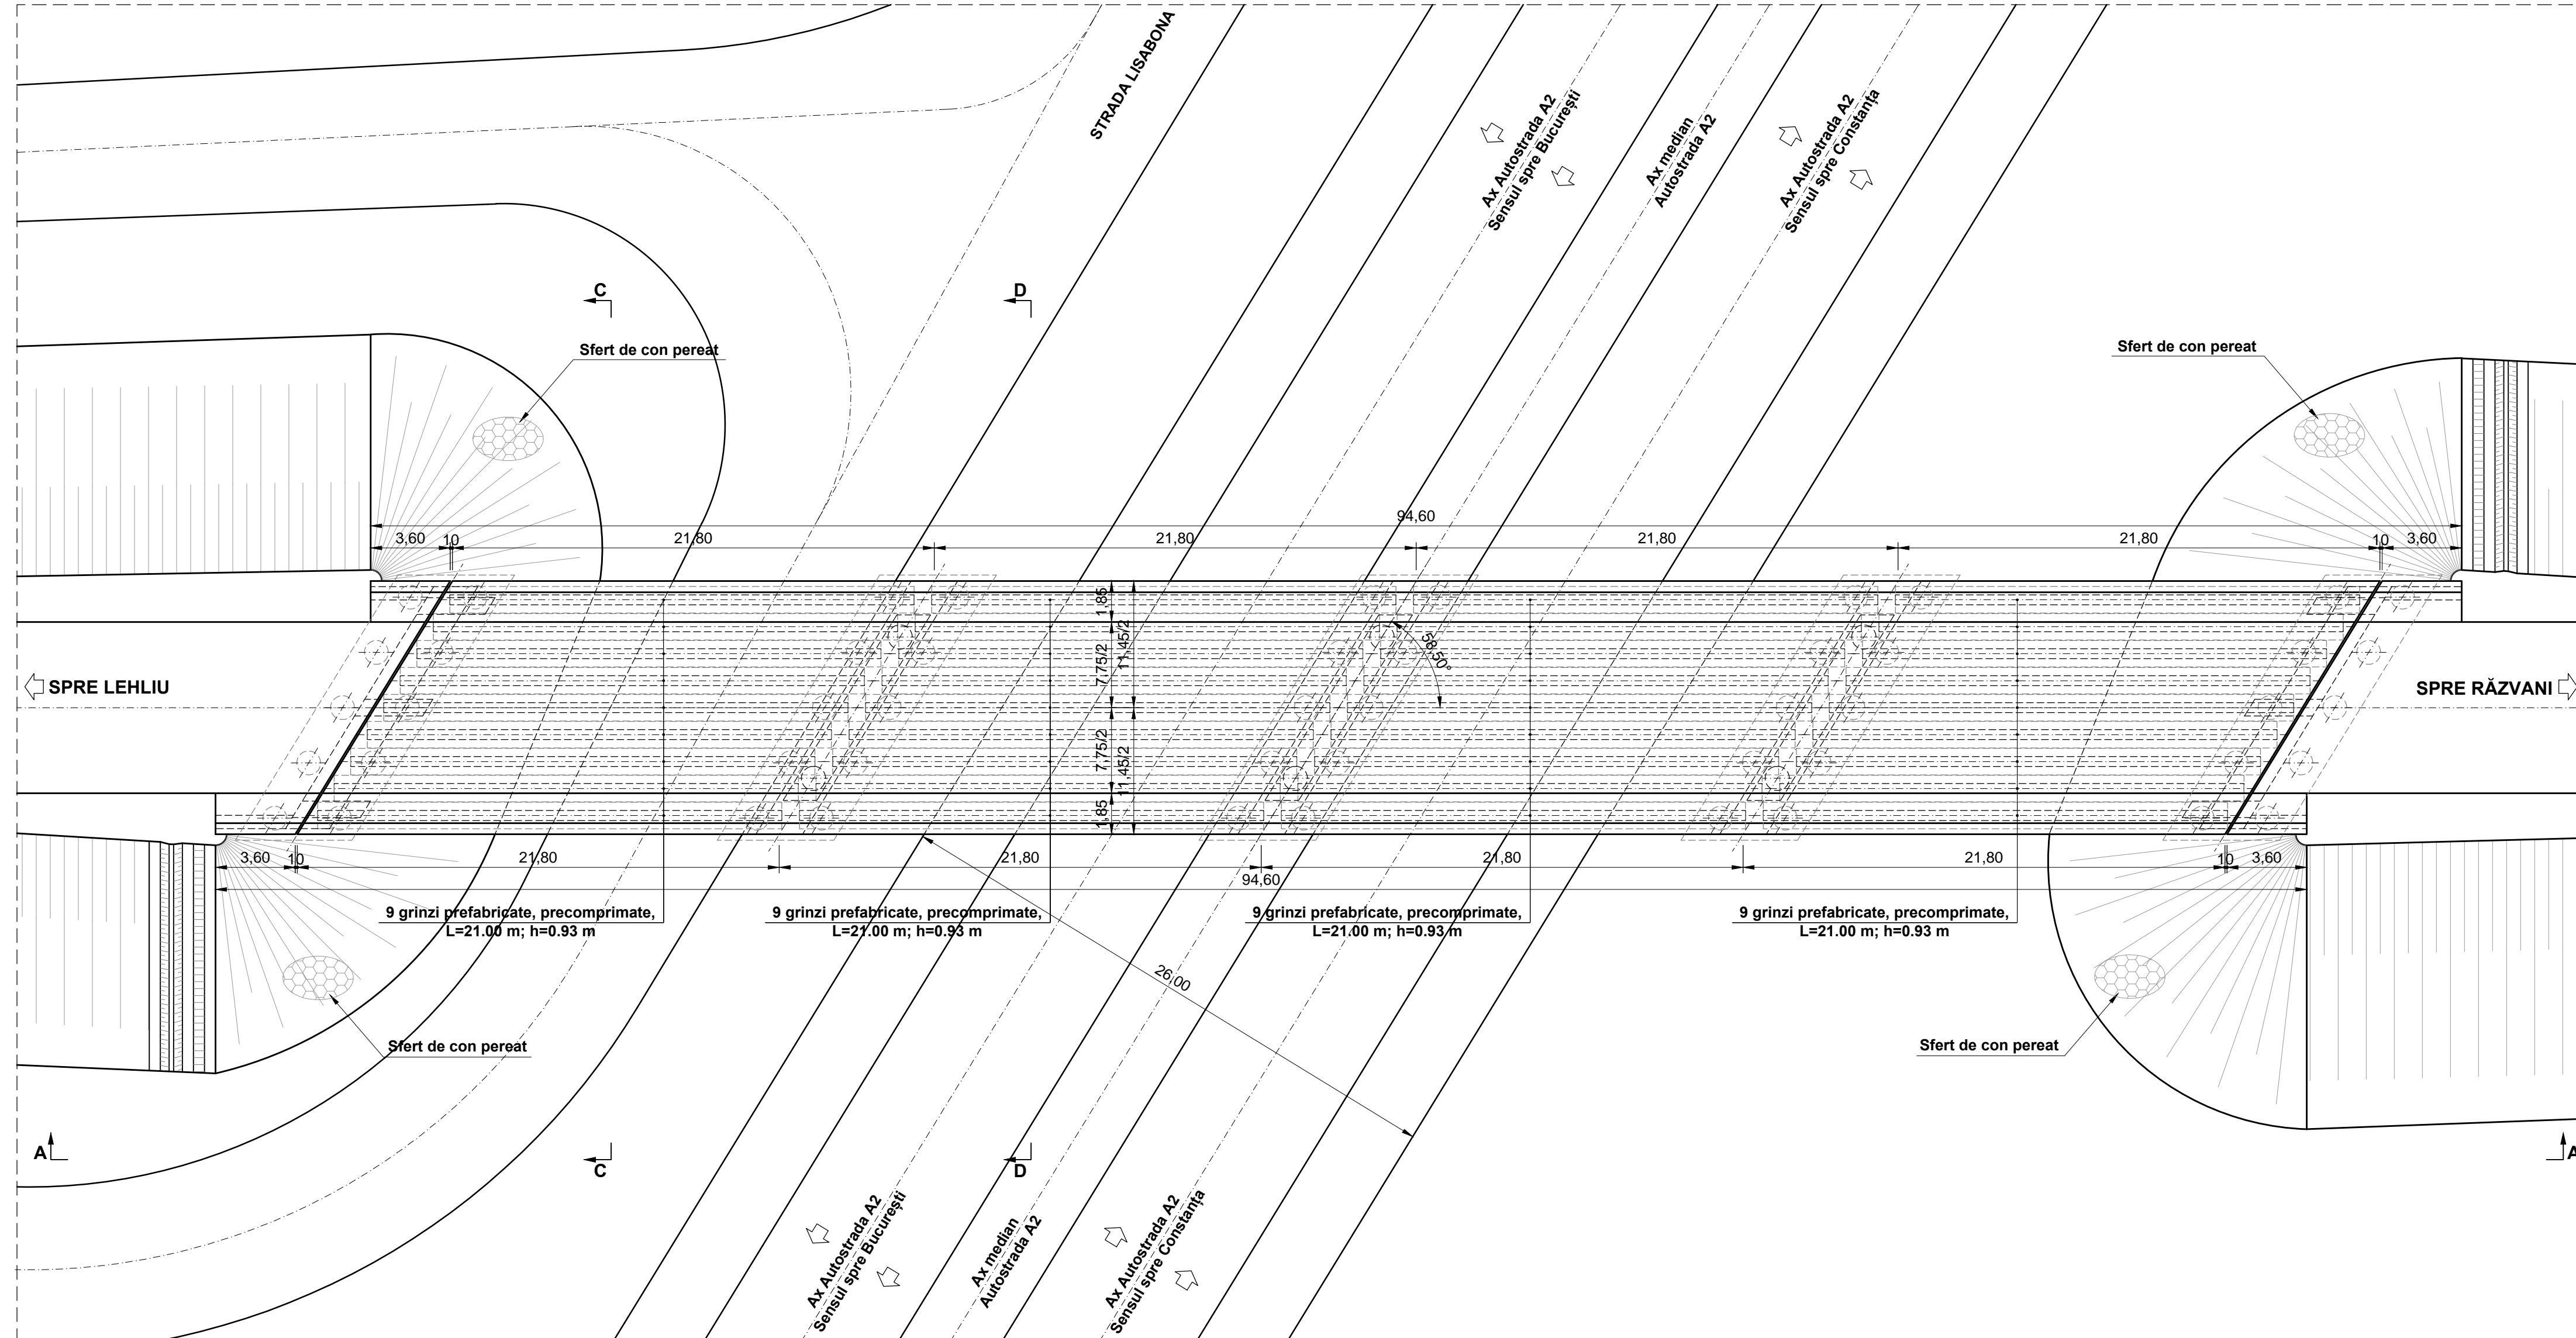 STRADA LISABONA
Ax Autostrada A2
Sensul spre București
Ax median
Autostrada A2
Ax Autostrada A2
Sensul spre Constanța
C
D
Sfert de con pereat
Sfert de con pereat
94,60
3,60
10
21,80
21,80
21,80
21,80
10
3,60
1,85
11,45/2
7,75/2
58,50°
SPRE LEHLIU
SPRE RĂZVANI
7,75/2
11,45/2
1,85
3,60
10
21,80
21,80
21,80
21,80
10
3,60
94,60
9 grinzi prefabricate, precomprimate,
L=21.00 m; h=0.93 m
9 grinzi prefabricate, precomprimate,
L=21.00 m; h=0.93 m
9 grinzi prefabricate, precomprimate,
L=21.00 m; h=0.93 m
9 grinzi prefabricate, precomprimate,
L=21.00 m; h=0.93 m
26,00
Sfert de con pereat
Sfert de con pereat
A
C
D
A
Ax Autostrada A2
Sensul spre București
Ax median
Autostrada A2
Ax Autostrada A2
Sensul spre Constanța